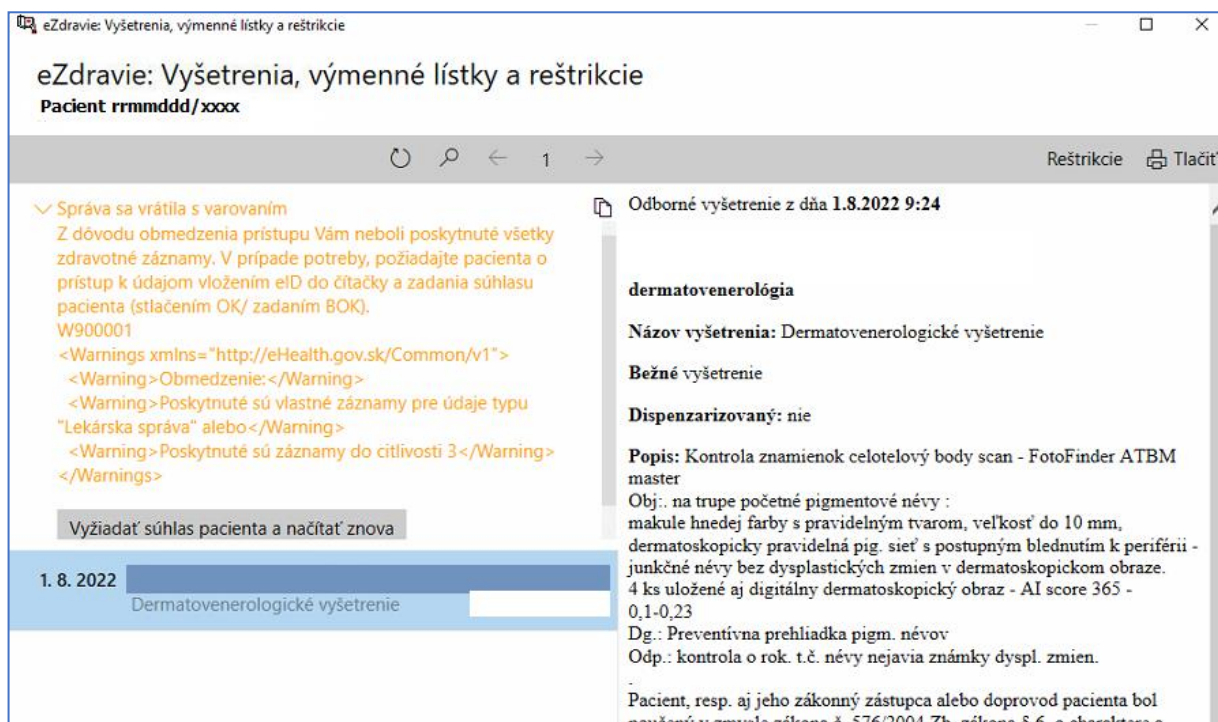 eZdravie: Vyšetrenia, výmenné lístky a reštrikcie
eZdravie: Vyšetrenia, výmenné lístky a reštrikcie
Pacient rrmmddd/xxxx
1
Reštrikcie
Tlačiť
Správa sa vrátila s varovaním
Z dôvodu obmedzenia prístupu Vám neboli poskytnuté všetky
zdravotné záznamy. V prípade potreby, požiadajte pacienta o
prístup k údajom vložením eID do čítačky a zadania súhlasu
pacienta (stlačením OK/ zadaním BOK).
W900001
<Warnings xmlns="http://eHealth.gov.sk/Common/v1">
<Warning>Obmedzenie:</Warning>
<Warning>Poskytnuté sú vlastné záznamy pre údaje typu
"Lekárska správa" alebo</Warning>
<Warning>Poskytnuté sú záznamy do citlivosti 3</Warning>
</Warnings>
Vyžiadať súhlas pacienta a načítať znova
1. 8. 2022
Dermatovenerologické vyšetrenie
Odborné vyšetrenie z dňa 1.8.2022 9:24
dermatovenerológia
Názov vyšetrenia: Dermatovenerologické vyšetrenie
Bežné vyšetrenie
Dispenzarizovaný: nie
Popis: Kontrola znamienok celotelový body scan - FotoFinder ATBM
master
Obj:. na trupe početné pigmentové névy :
makule hnedej farby s pravidelným tvarom, veľkosť do 10 mm,
dermatoskopicky pravidelná pig. sieť s postupným blednutím k periférii -
junkčné névy bez dysplastických zmien v dermatoskopickom obraze.
4 ks uložené aj digitálny dermatoskopický obraz - AI score 365 -
0,1-0,23
Dg.: Preventívna prehliadka pigm. névov
Odp.: kontrola o rok. t.č. névy nejavia známky dyspl. zmien.
.
Pacient, resp. aj jeho zákonný zástupca alebo doprovod pacienta bol